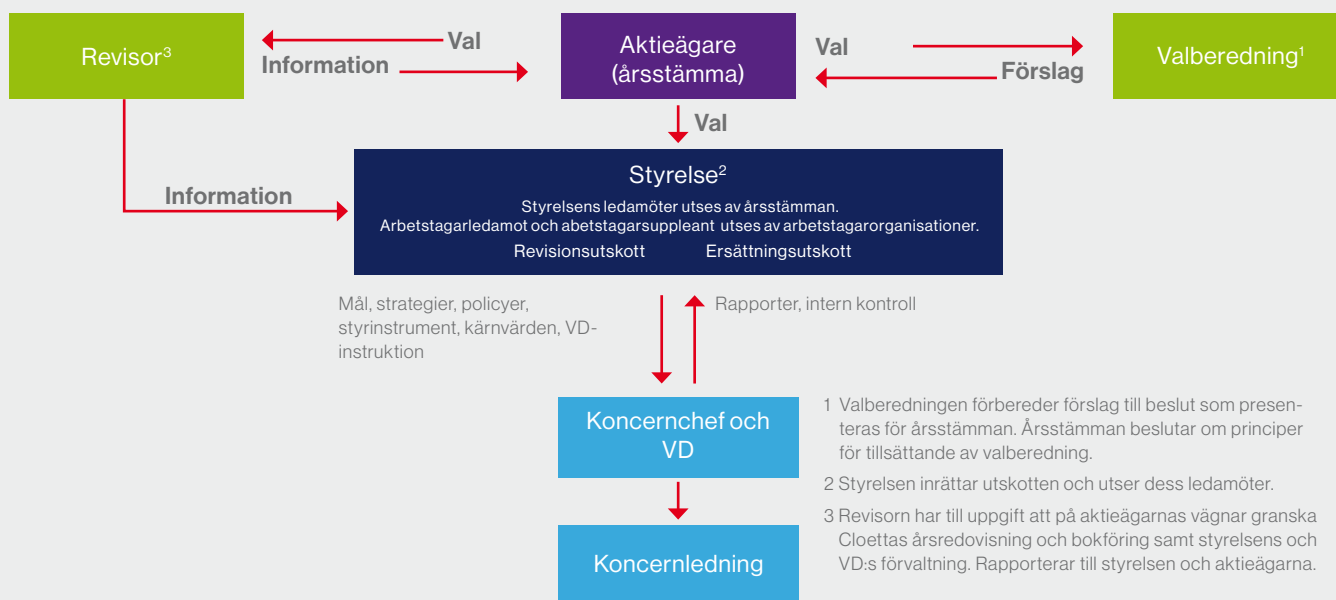 Revisor³
Val
Information
Aktieägare
(årsstämma)
Val
Förslag
Valberedning¹
Val
Information
Styrelse²
Styrelsens ledamöter utses av årsstämman.
Arbetstagarledamot och abetstagarsuppleant utses av arbetstagarorganisationer.
Revisionsutskott Ersättningsutskott
Mål, strategier, policyer,
styrinstrument, kärnvärden, VD-
instruktion
Rapporter, intern kontroll
Koncernchef och
VD
Koncernledning
1 Valberedningen förbereder förslag till beslut som presen-
teras för årsstämman. Årsstämman beslutar om principer
för tillsättande av valberedning.
2 Styrelsen inrättar utskotten och utser dess ledamöter.
3 Revisorn har till uppgift att på aktieägarnas vägnar granska
Cloettas årsredovisning och bokföring samt styrelsens och
VD:s förvaltning. Rapporterar till styrelsen och aktieägarna.